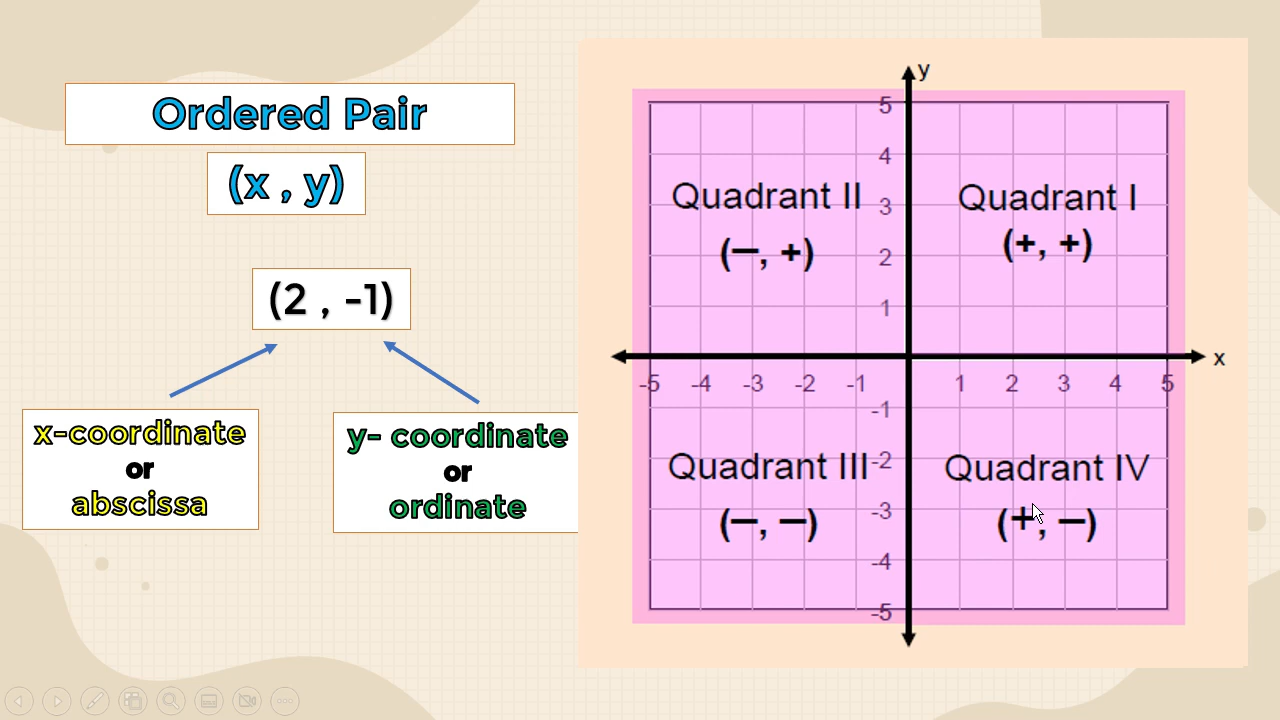 Ordered Pair
(x , y)
(2 , -1)
x-coordinate
or
abscissa
y- coordinate
or
ordinate
y
5
4
Quadrant II
3
Quadrant I
(−, +)
2
(+, +)
1
x
-5 -4 -3 -2 -1 1 2 3 4 5
-1
Quadrant III
-2
Quadrant IV
(−, −)
-3
(+, −)
-4
-5